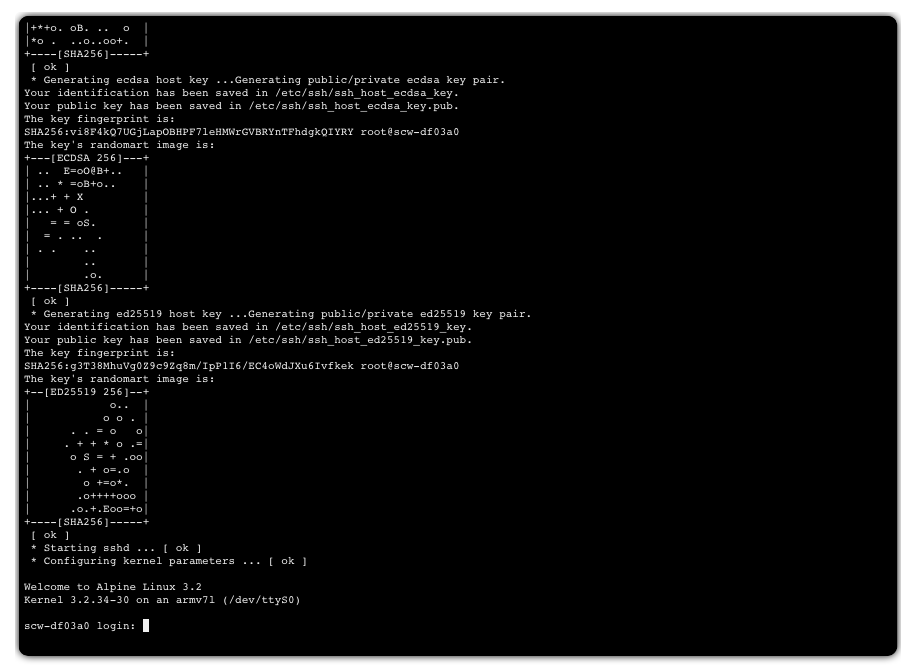 |+*+o. oB. ..  o  |
|*o .  ..o..oo+.  |
+----[SHA256]-----+
 [ ok ]
 * Generating ecdsa host key ...Generating public/private ecdsa key pair.
Your identification has been saved in /etc/ssh/ssh_host_ecdsa_key.
Your public key has been saved in /etc/ssh/ssh_host_ecdsa_key.pub.
The key fingerprint is:
SHA256:vi8F4kQ7UGjLapOBHPF7leHMWrGVBRYnTFhdgkQIYRY root@scw-df03a0
The key's randomart image is:
+---[ECDSA 256]---+
| ..  E=oO@B+..   |
| .. * =oB+o..    |
|...+ + X         |
|... + O .        |
|   = = oS.       |
|  = . ..  .      |
| . .    ..       |
|        ..       |
|        .o.      |
+----[SHA256]-----+
 [ ok ]
 * Generating ed25519 host key ...Generating public/private ed25519 key pair.
Your identification has been saved in /etc/ssh/ssh_host_ed25519_key.
Your public key has been saved in /etc/ssh/ssh_host_ed25519_key.pub.
The key fingerprint is:
SHA256:g3T38MhuVg0Z9c9Zq8m/IpPlI6/EC4oWdJXu6Ivfkek root@scw-df03a0
The key's randomart image is:
+--[ED25519 256]--+
|            o..  |
|           o o . |
|      . . = o   o|
|     . + + * o .=|
|      o S = + .oo|
|       . + o=.o  |
|        o +=o*.  |
|       .o++++ooo |
|      .o.+.Eoo=+o|
+----[SHA256]-----+
 [ ok ]
 * Starting sshd ... [ ok ]
 * Configuring kernel parameters ... [ ok ]

Welcome to Alpine Linux 3.2
Kernel 3.2.34-30 on an armv7l (/dev/ttyS0)

scw-df03a0 login: